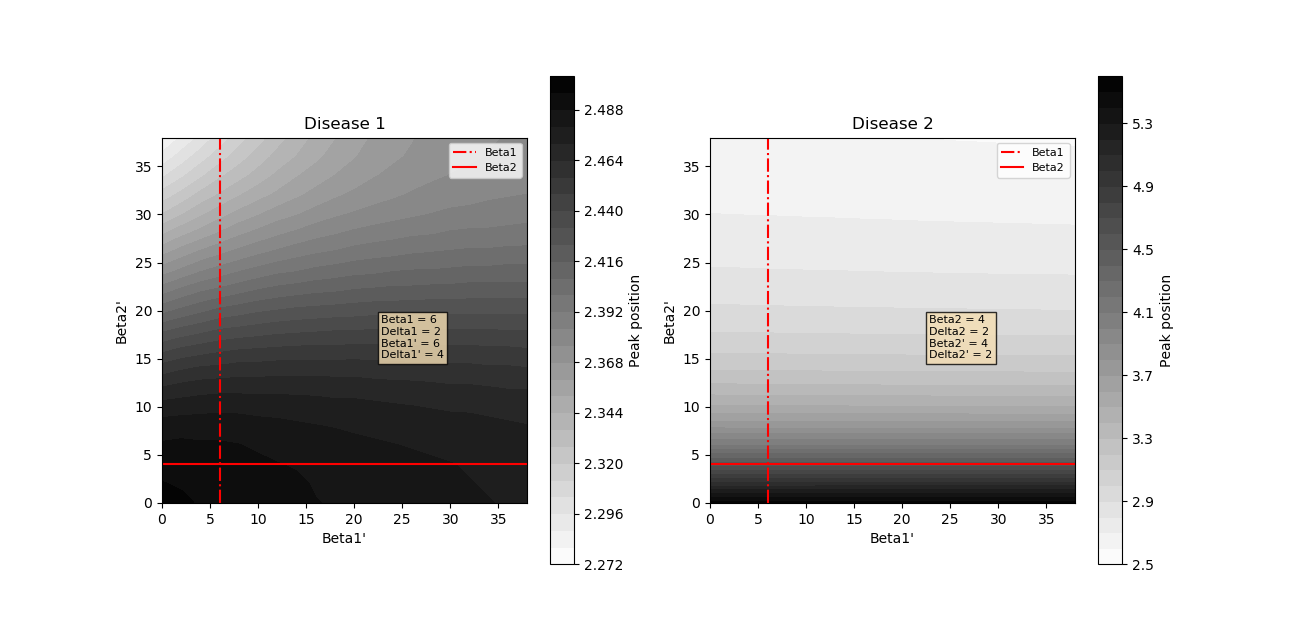 Disease 1
Beta1
Beta2
Beta1 = 6
Delta1 = 2
Beta1' = 6
Delta1' = 4
35
30
25
20
15
10
5
0
Beta2'
0 5 10 15 20 25 30 35
Beta1'
2.488
2.464
2.440
2.416
2.392
2.368
2.344
2.320
2.296
2.272
Peak position
Disease 2
Beta1
Beta2
Beta2 = 4
Delta2 = 2
Beta2' = 4
Delta2' = 2
35
30
25
20
15
10
5
0
Beta2'
0 5 10 15 20 25 30 35
Beta1'
5.3
4.9
4.5
4.1
3.7
3.3
2.9
2.5
Peak position